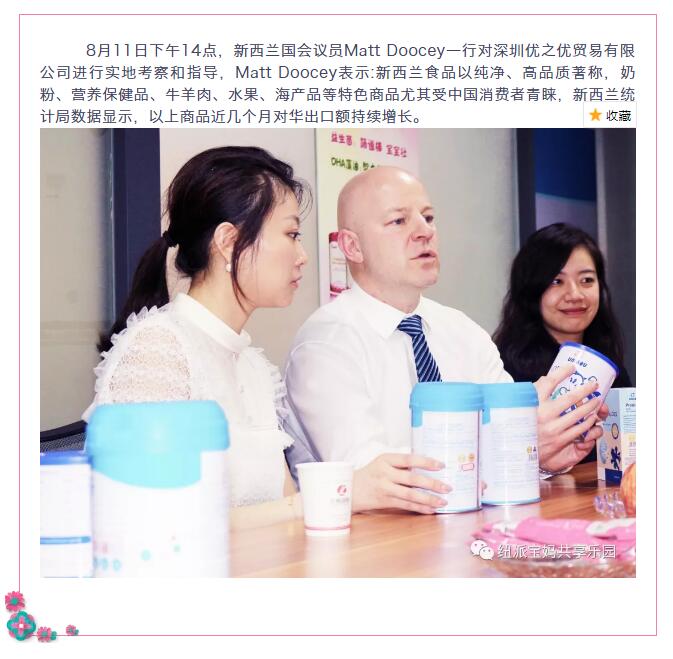 8月11日下午14点，新西兰国会议员Matt Doocey一行对深圳优之优贸易有限
公司进行实地考察和指导，Matt Doocey表示:新西兰食品以纯净、高品质著称，奶
粉、营养保健品、牛羊肉、水果、海产品等特色商品尤其受中国消费者青睐，新西兰统
计局数据显示，以上商品近几个月对华出口额持续增长。
收藏
纽派宝妈共享乐园